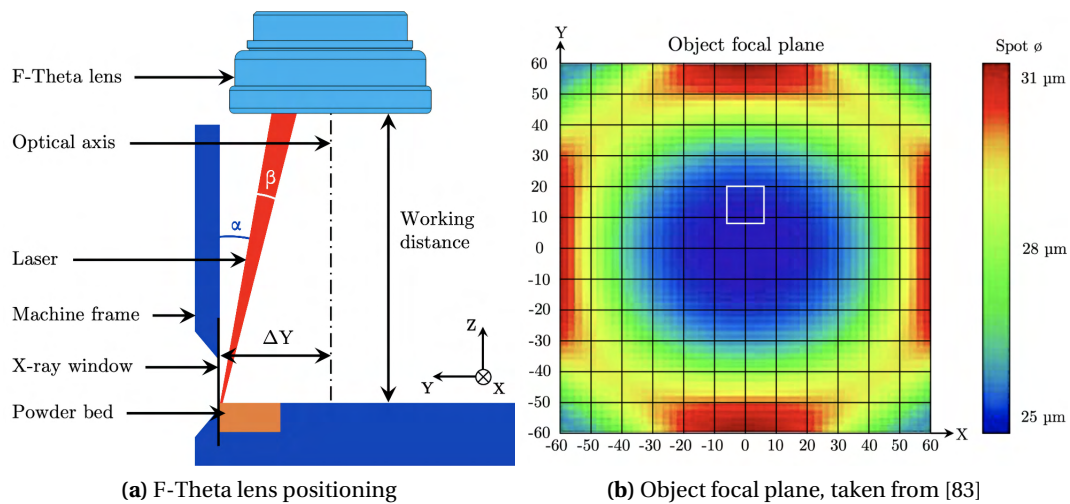 F-Theta lens
Optical axis
β
α
Working
distance
Laser
Machine frame
ΔY
Z
X-ray window
Y
X
Powder bed
(a) F-Theta lens positioning
Y
Object focal plane
Spot ø
60
50
40
30
20
10
0
-10
-20
-30
-40
-50
-60
-60 -50 -40 -30 -20 -10 0 10 20 30 40 50 60
X
31 µm
28 µm
25 µm
(b) Object focal plane, taken from [83]